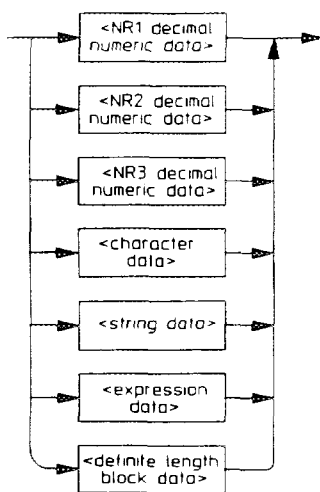 <NR1 decimal
numeric data>
<NR2 decimal
numeric data>
<NR3 decimal
numeric data>
<character
data>
<string data>
<expression
data>
<definite length
block data>